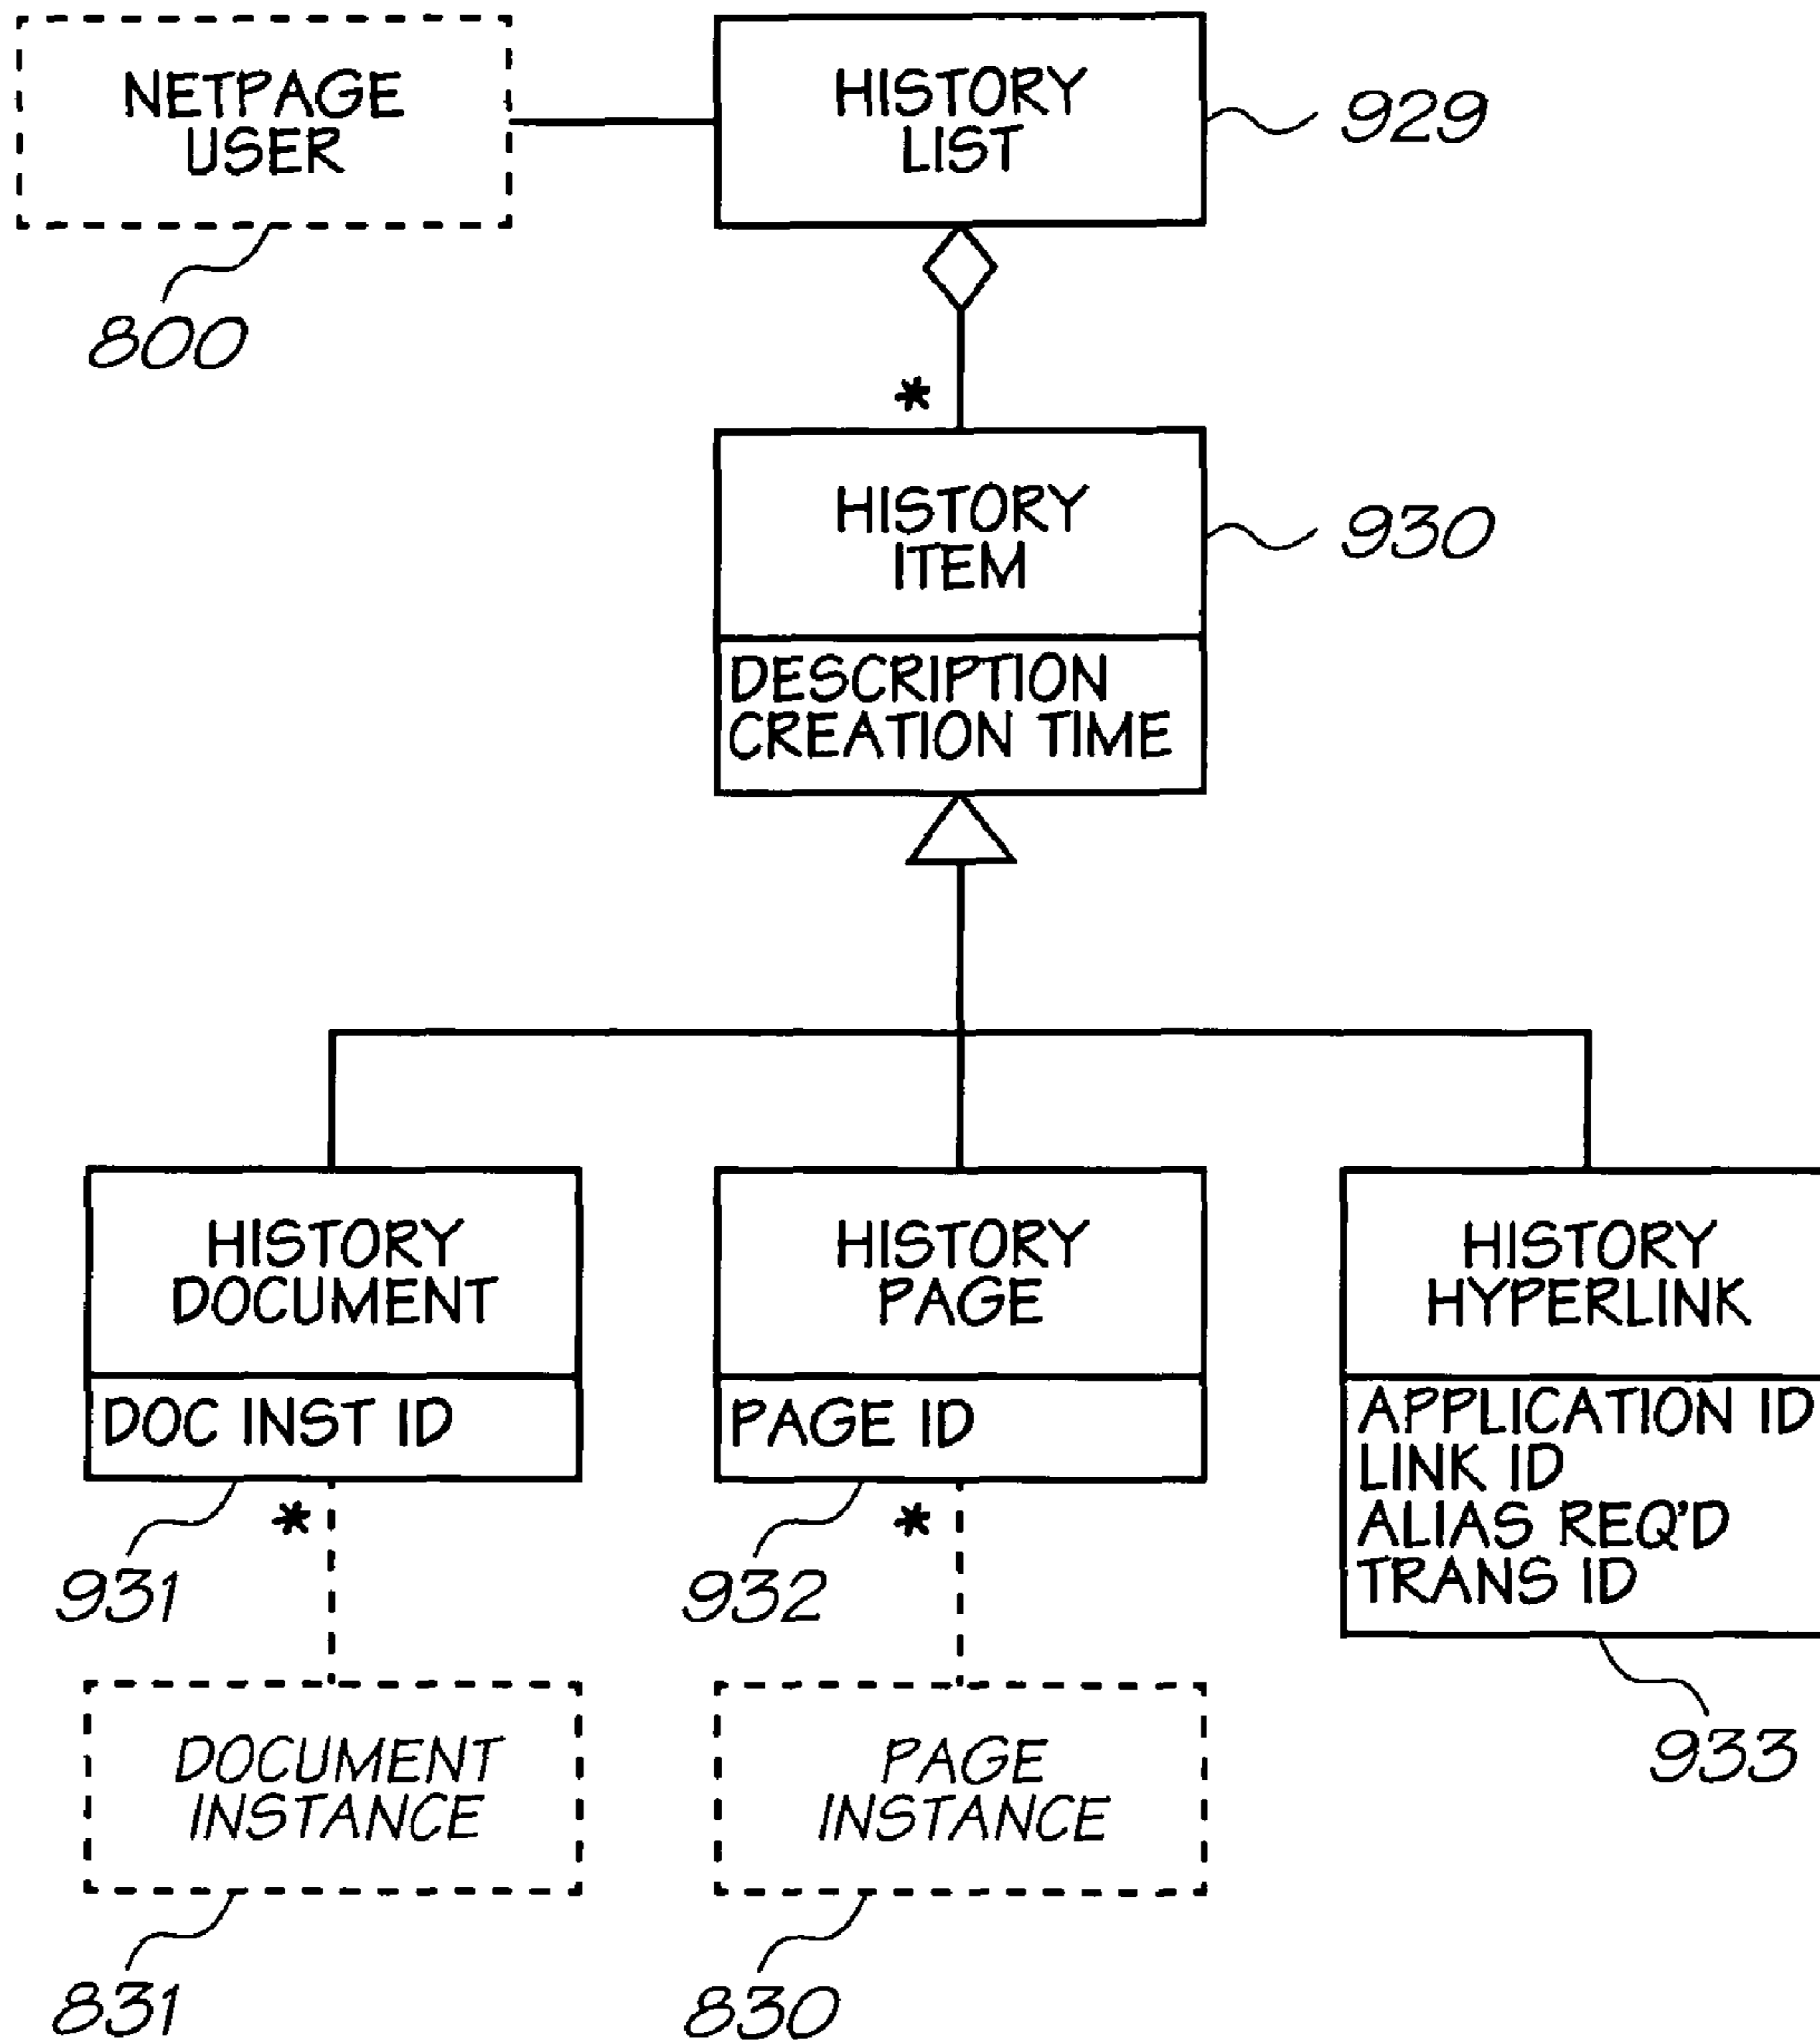 NETPAGE
USER
800
HISTORY
LIST
929
*
HISTORY
ITEM
930
DESCRIPTION
CREATION TIME
HISTORY
DOCUMENT
DOC INST ID
931
*
HISTORY
PAGE
PAGE ID
932
*
HISTORY
HYPERLINK
APPLICATION ID
LINK ID
ALIAS REQ'D
TRANS ID
933
DOCUMENT
INSTANCE
831
PAGE
INSTANCE
830